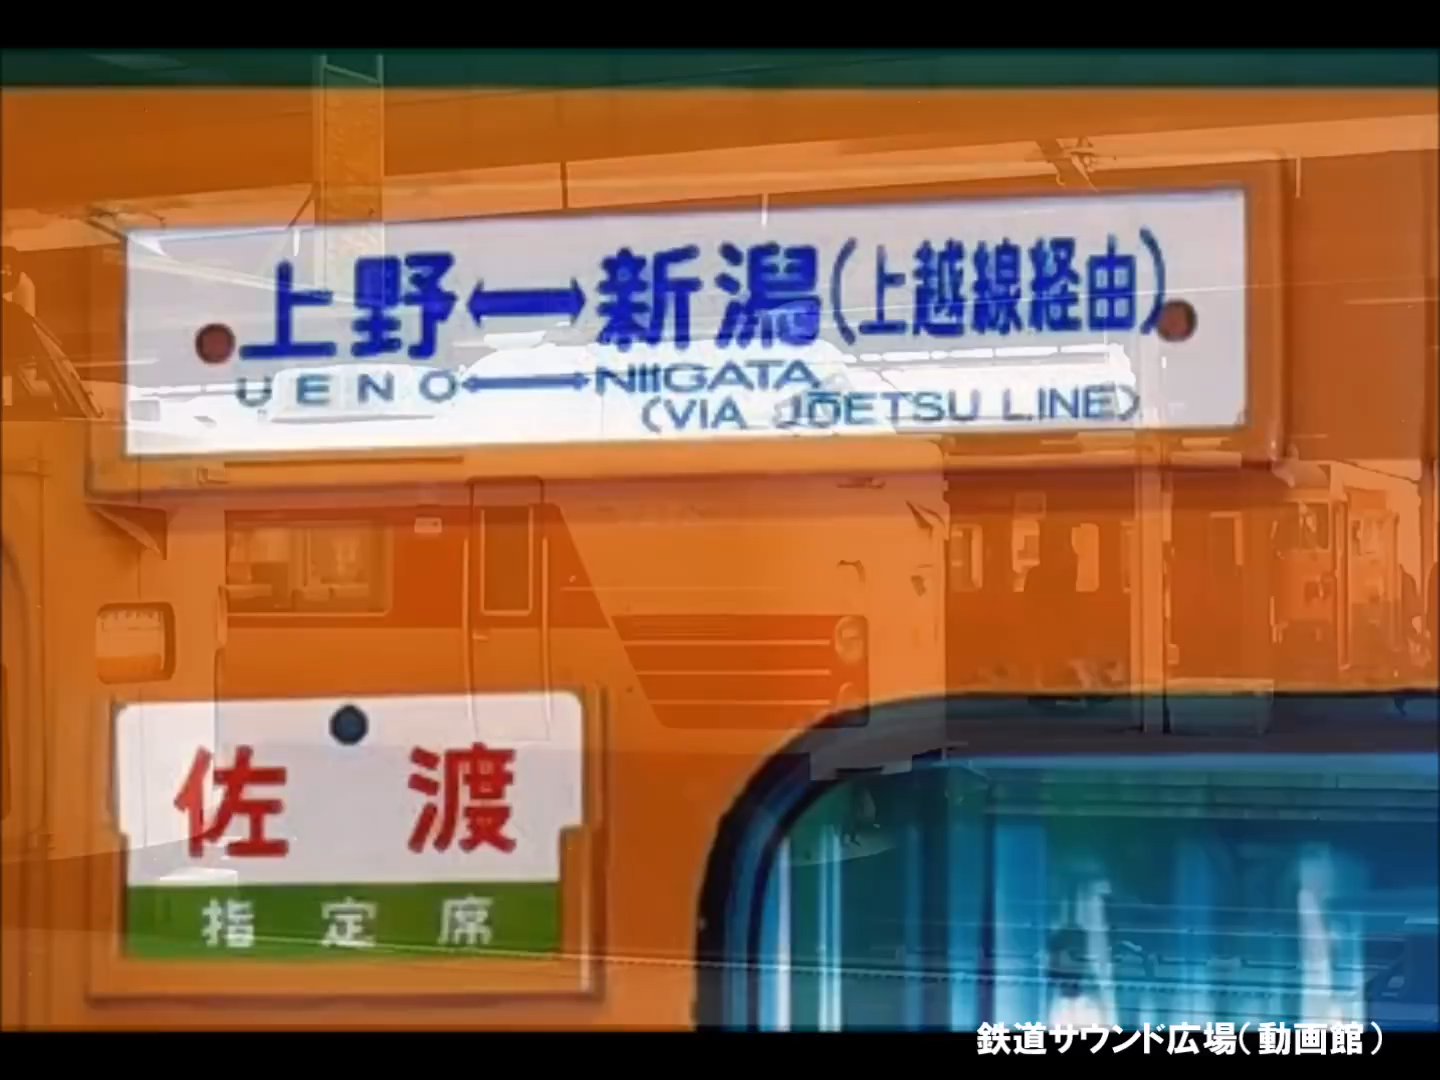 上野⟷新潟(上越線経由)
UENO⟷NIIGATA
(VIA JOETSU LINE)
佐渡
指定席
鉄道サウンド広場(動画館)